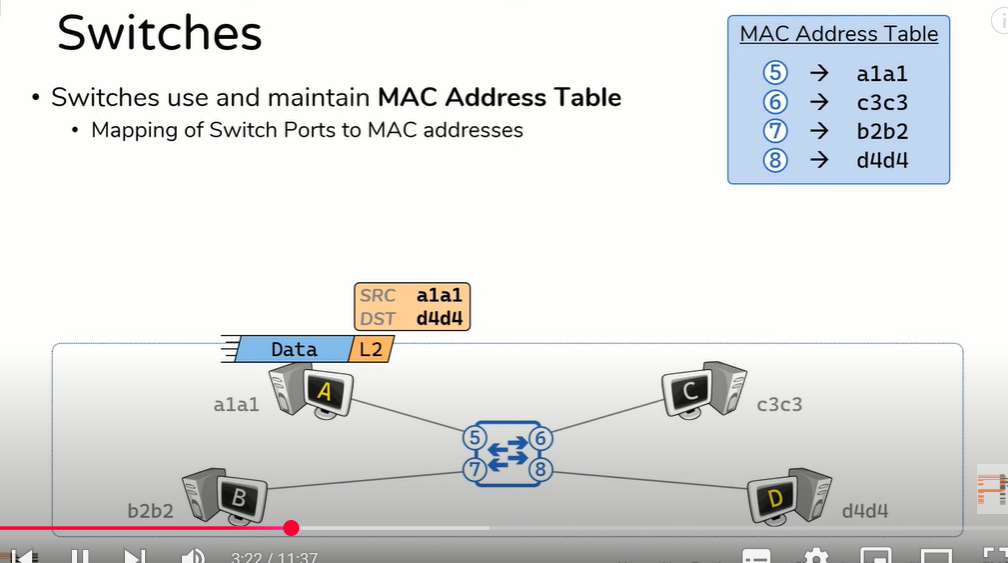 Switches
• Switches use and maintain MAC Address Table
• Mapping of Switch Ports to MAC addresses
MAC Address Table
5 → a1a1
6 → c3c3
7 → b2b2
8 → d4d4
SRC a1a1
DST d4d4
Data L2
A
a1a1
C
c3c3
5 6
7 8
B
b2b2
D
d4d4
3:22 / 11:37